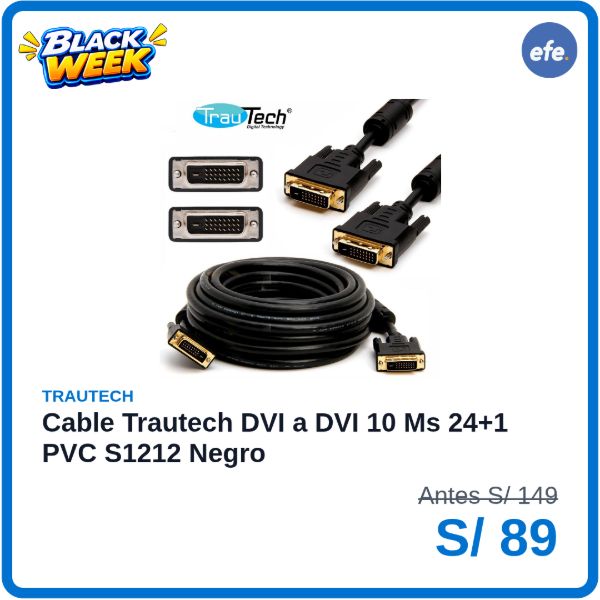 BLACK
WEEK
efe.
TrauTech®
Digital Technology
TRAUTECH
Cable Trautech DVI a DVI 10 Ms 24+1
PVC S1212 Negro
Antes S/ 149
S/ 89